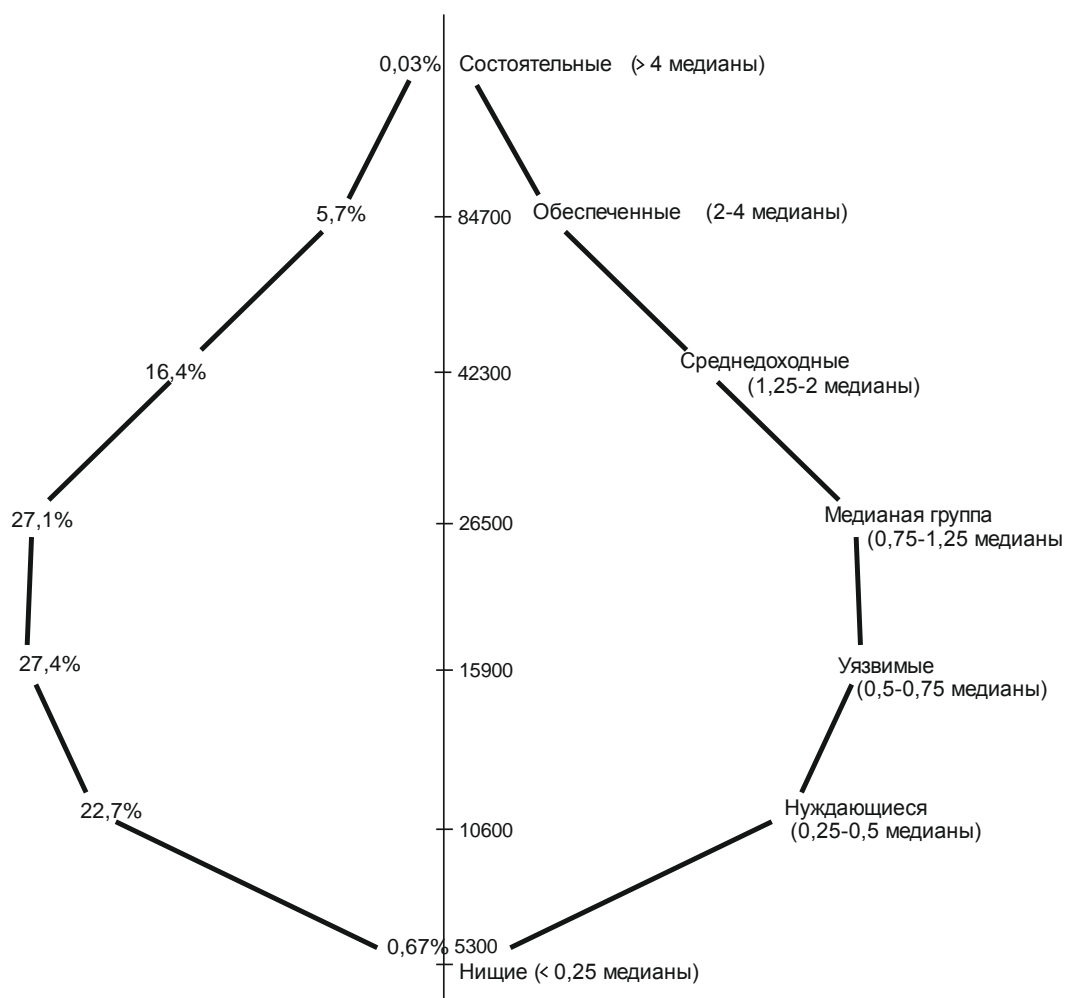 0,03% Состоятельные (> 4 медианы)
5,7% 84700 Обеспеченные (2-4 медианы)
16,4% 42300 Среднедоходные
(1,25-2 медианы)
27,1% 26500 Медианая группа
(0,75-1,25 медианы
27,4% 15900 Уязвимые
(0,5-0,75 медианы)
22,7% 10600 Нуждающиеся
(0,25-0,5 медианы)
0,67% 5300
Нищие (< 0,25 медианы)